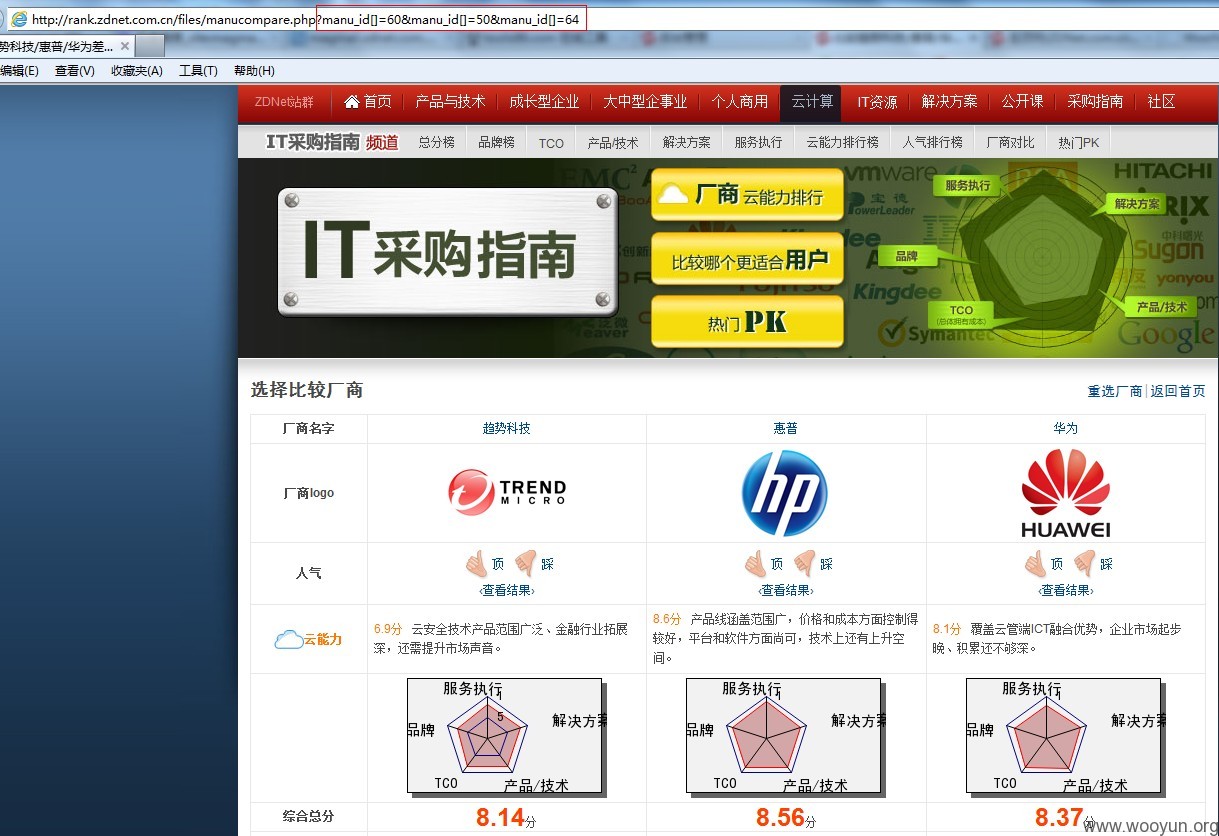 http://rank.zdnet.com.cn/files/manucompare.php?manu_id[]=60&manu_id[]=50&manu_id[]=64
势科技/惠普/华为差... ×
编辑(E) 查看(V) 收藏夹(A) 工具(T) 帮助(H)
ZDNet站群 首页 产品与技术 成长型企业 大中型企事业 个人商用 云计算 IT资源 解决方案 公开课 采购指南 社区
IT采购指南 频道 总分榜 品牌榜 TCO 产品/技术 解决方案 服务执行 云能力排行榜 人气排行榜 厂商对比 热门PK
IT采购指南
厂商 云能力排行
比较哪个更适合用户
热门 PK
EMC²
vmware
宝德
PowerLeader
Kingdee
Symantec
HITACHI
中科曙光
Sugon
yonyou
Google
服务执行
解决方案
品牌
TCO
(总体拥有成本)
产品/技术
选择比较厂商
重选厂商|返回首页
厂商名字 趋势科技 惠普 华为
厂商logo
TREND
MICRO
hp
HUAWEI
人气
顶 踩 顶 踩 顶 踩
‹查看结果› ‹查看结果› ‹查看结果›
云能力
6.9分 云安全技术产品范围广泛、金融行业拓展
深，还需提升市场声音。
8.6分 产品线涵盖范围广，价格和成本方面控制得
较好，平台和软件方面尚可，技术上还有上升空
间。
8.1分 覆盖云管端ICT融合优势，企业市场起步
晚、积累还不够深。
服务执行 1 5 解决方案 品牌 TCO 产品/技术
服务执行 1 解决方案 品牌 TCO 产品/技术
服务执行 1 解决方案 品牌 TCO 产品/技术
综合总分 8.14分 8.56分 8.37分
www.wooyun.org